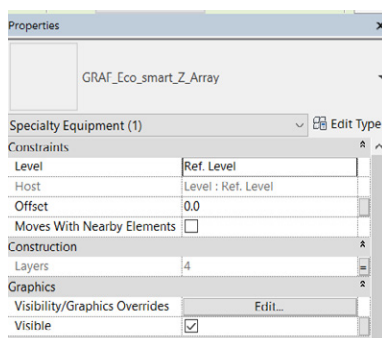 Properties
GRAF_Eco_smart_Z_Array
Specialty Equipment (1) Edit Type
Constraints
Level Ref. Level
Host Level : Ref. Level
Offset 0.0
Moves With Nearby Elements
Construction
Layers 4 =
Graphics
Visibility/Graphics Overrides Edit...
Visible